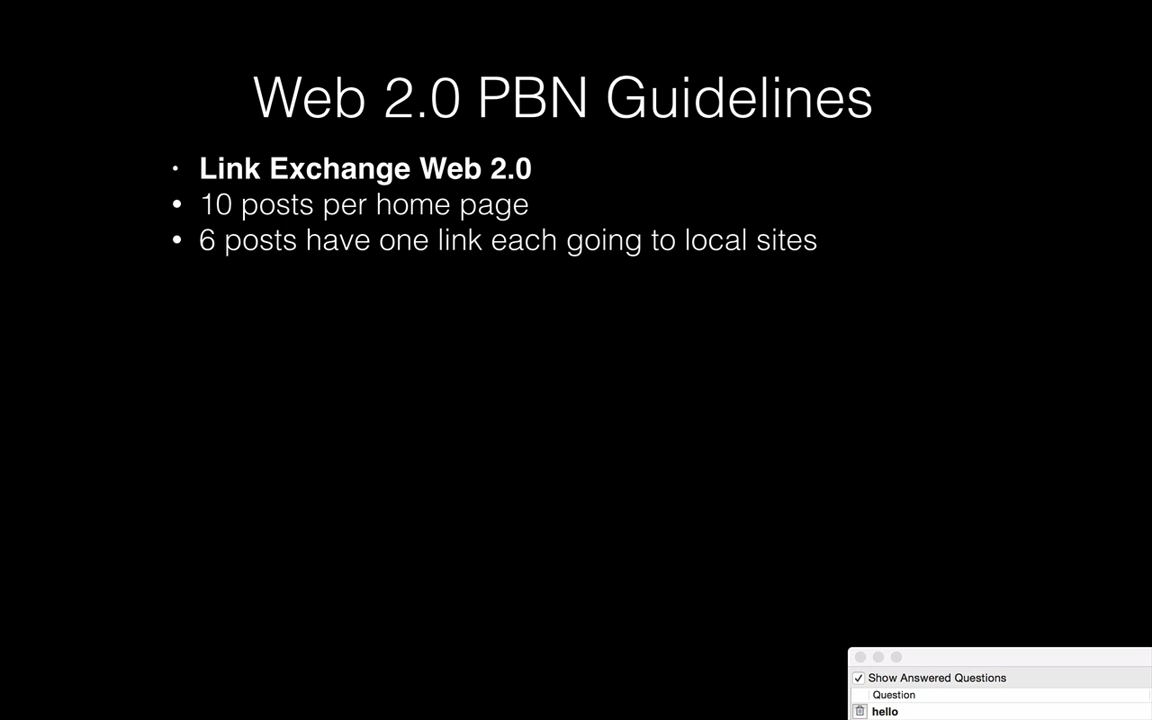 Web 2.0 PBN Guidelines
• Link Exchange Web 2.0
• 10 posts per home page
• 6 posts have one link each going to local sites
Show Answered Questions
Question
hello